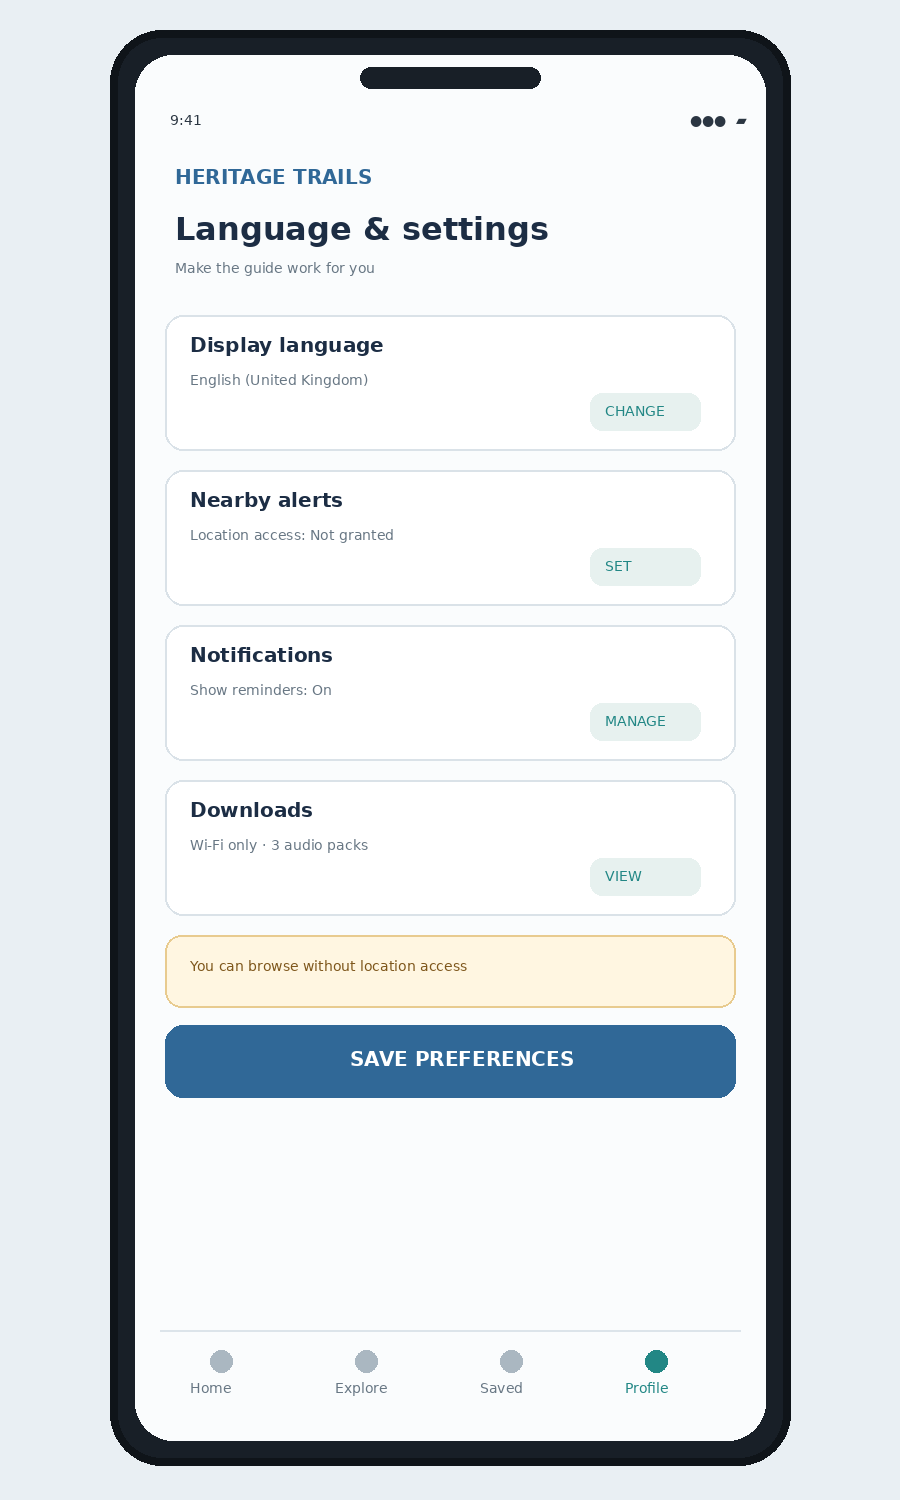 9:41
HERITAGE TRAILS
Language & settings
Make the guide work for you
Display language
English (United Kingdom)
CHANGE
Nearby alerts
Location access: Not granted
SET
Notifications
Show reminders: On
MANAGE
Downloads
Wi-Fi only · 3 audio packs
VIEW
You can browse without location access
SAVE PREFERENCES
Home
Explore
Saved
Profile